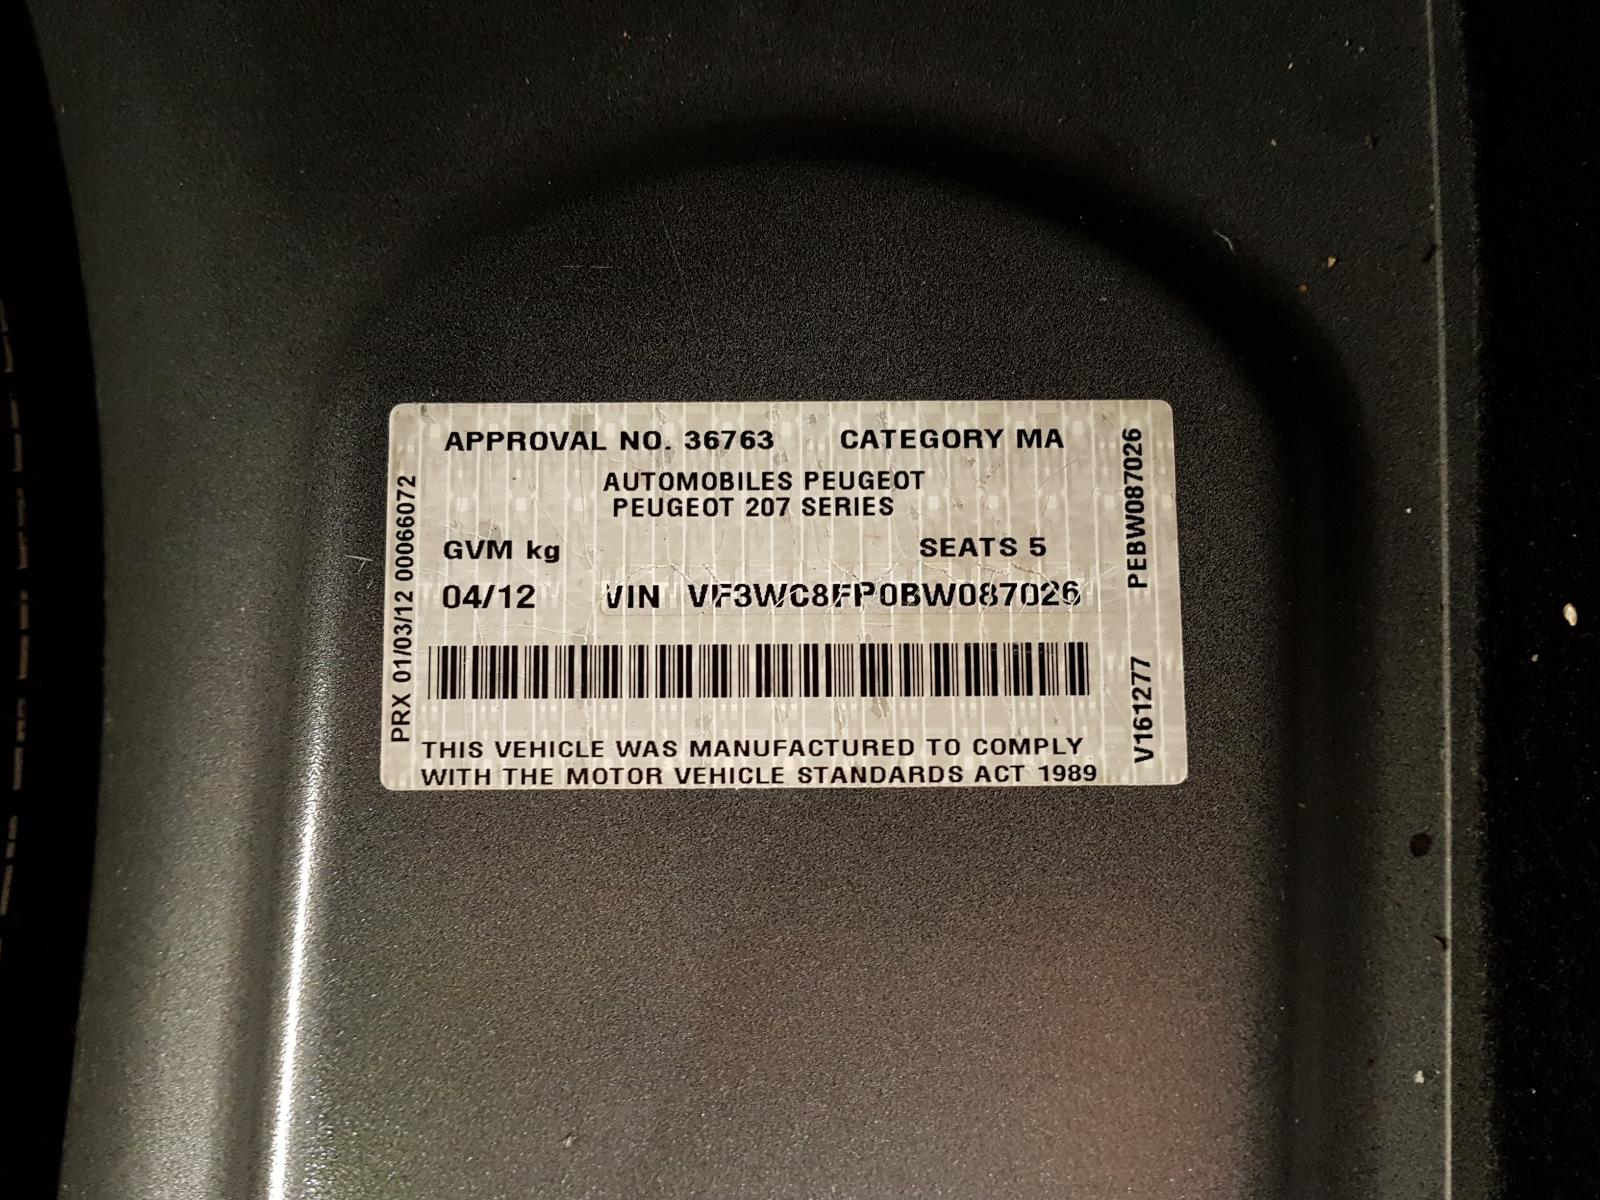 APPROVAL NO. 36763 CATEGORY MA
AUTOMOBILES PEUGEOT
PEUGEOT 207 SERIES
GVM kg SEATS 5
04/12 VIN VF3WC8FP0BW087026
THIS VEHICLE WAS MANUFACTURED TO COMPLY
WITH THE MOTOR VEHICLE STANDARDS ACT 1989
PRX 01/03/12 00066072
V161277 PEBW087026